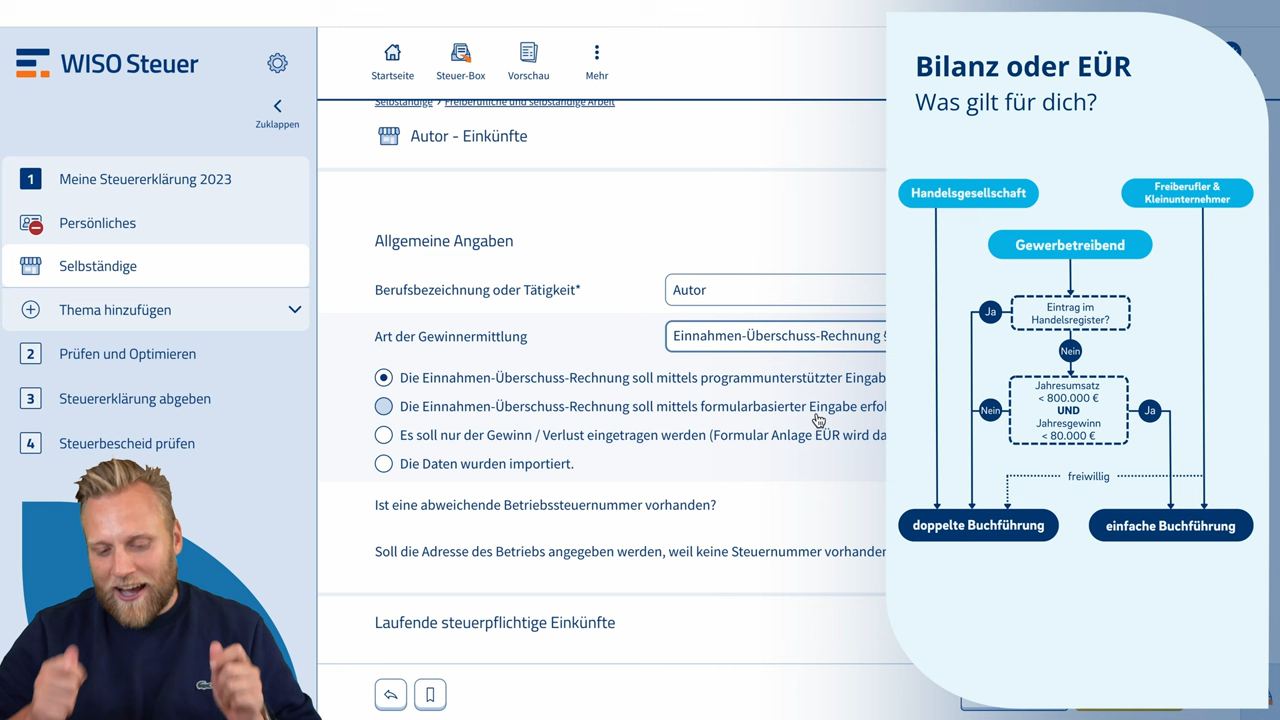 WISO Steuer
Zuklappen
1 Meine Steuererklärung 2023
Persönliches
Selbständige
Thema hinzufügen
2 Prüfen und Optimieren
3 Steuererklärung abgeben
4 Steuerbescheid prüfen
Startseite
Steuer-Box
Vorschau
Mehr
Selbständige › Freiberufliche und selbständige Arbeit
Autor - Einkünfte
Allgemeine Angaben
Berufsbezeichnung oder Tätigkeit*
Autor
Art der Gewinnermittlung
Einnahmen-Überschuss-Rechnung §
Die Einnahmen-Überschuss-Rechnung soll mittels programmunterstützter Eingab
Die Einnahmen-Überschuss-Rechnung soll mittels formularbasierter Eingabe erfol
Es soll nur der Gewinn / Verlust eingetragen werden (Formular Anlage EÜR wird da
Die Daten wurden importiert.
Ist eine abweichende Betriebssteuernummer vorhanden?
Soll die Adresse des Betriebs angegeben werden, weil keine Steuernummer vorhanden
Laufende steuerpflichtige Einkünfte
Bilanz oder EÜR
Was gilt für dich?
Handelsgesellschaft
Freiberufler &
Kleinunternehmer
Gewerbetreibend
Ja
Eintrag im
Handelsregister?
Nein
Jahresumsatz
< 800.000 €
UND
Jahresgewinn
< 80.000 €
Nein
Ja
freiwillig
doppelte Buchführung
einfache Buchführung